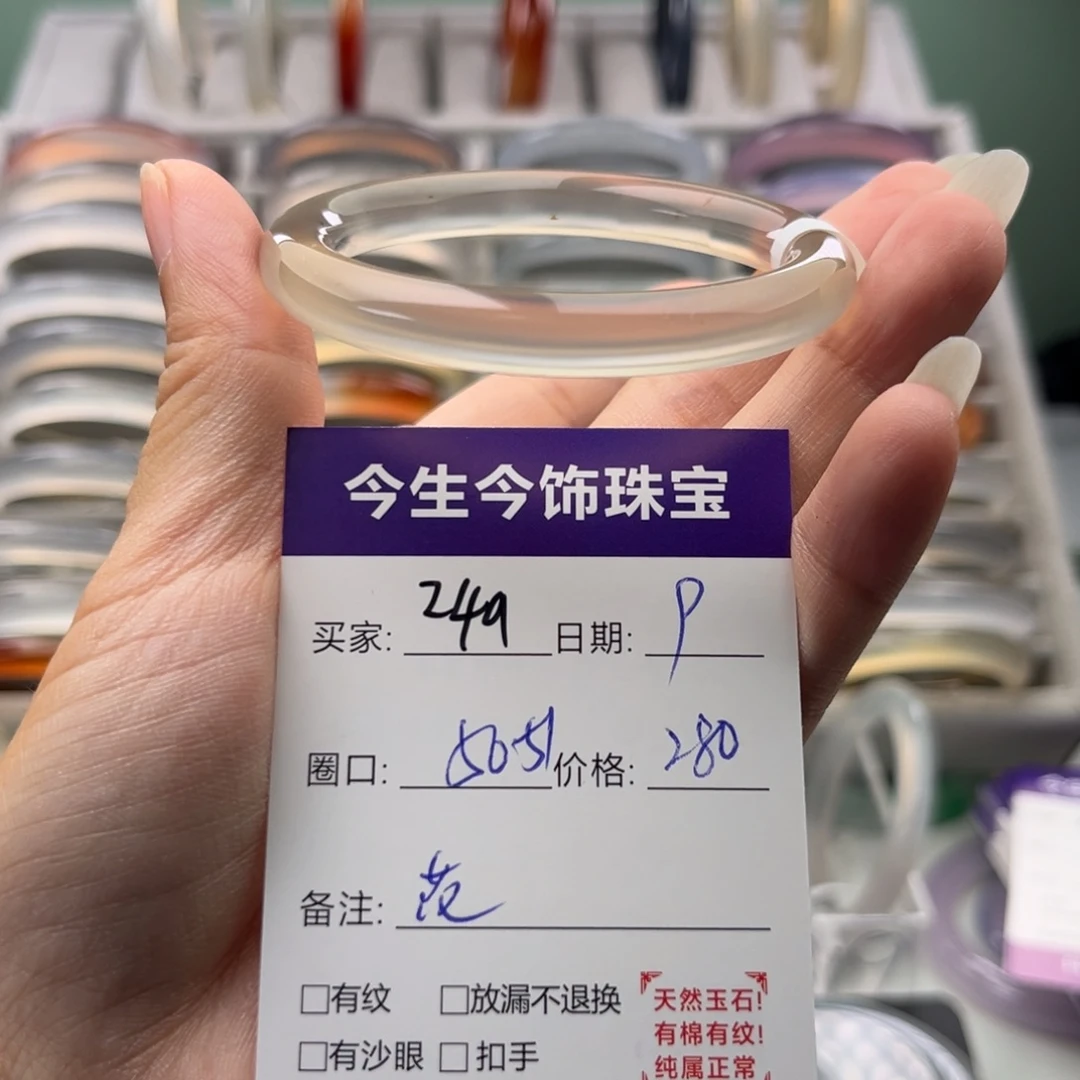 今生今饰珠宝
买家: 249 日期: P
圈口: 50-51 价格: 280
备注: 花
□有纹 □放漏不退换
□有沙眼 □扣手
天然玉石!
有棉有纹!
纯属正常